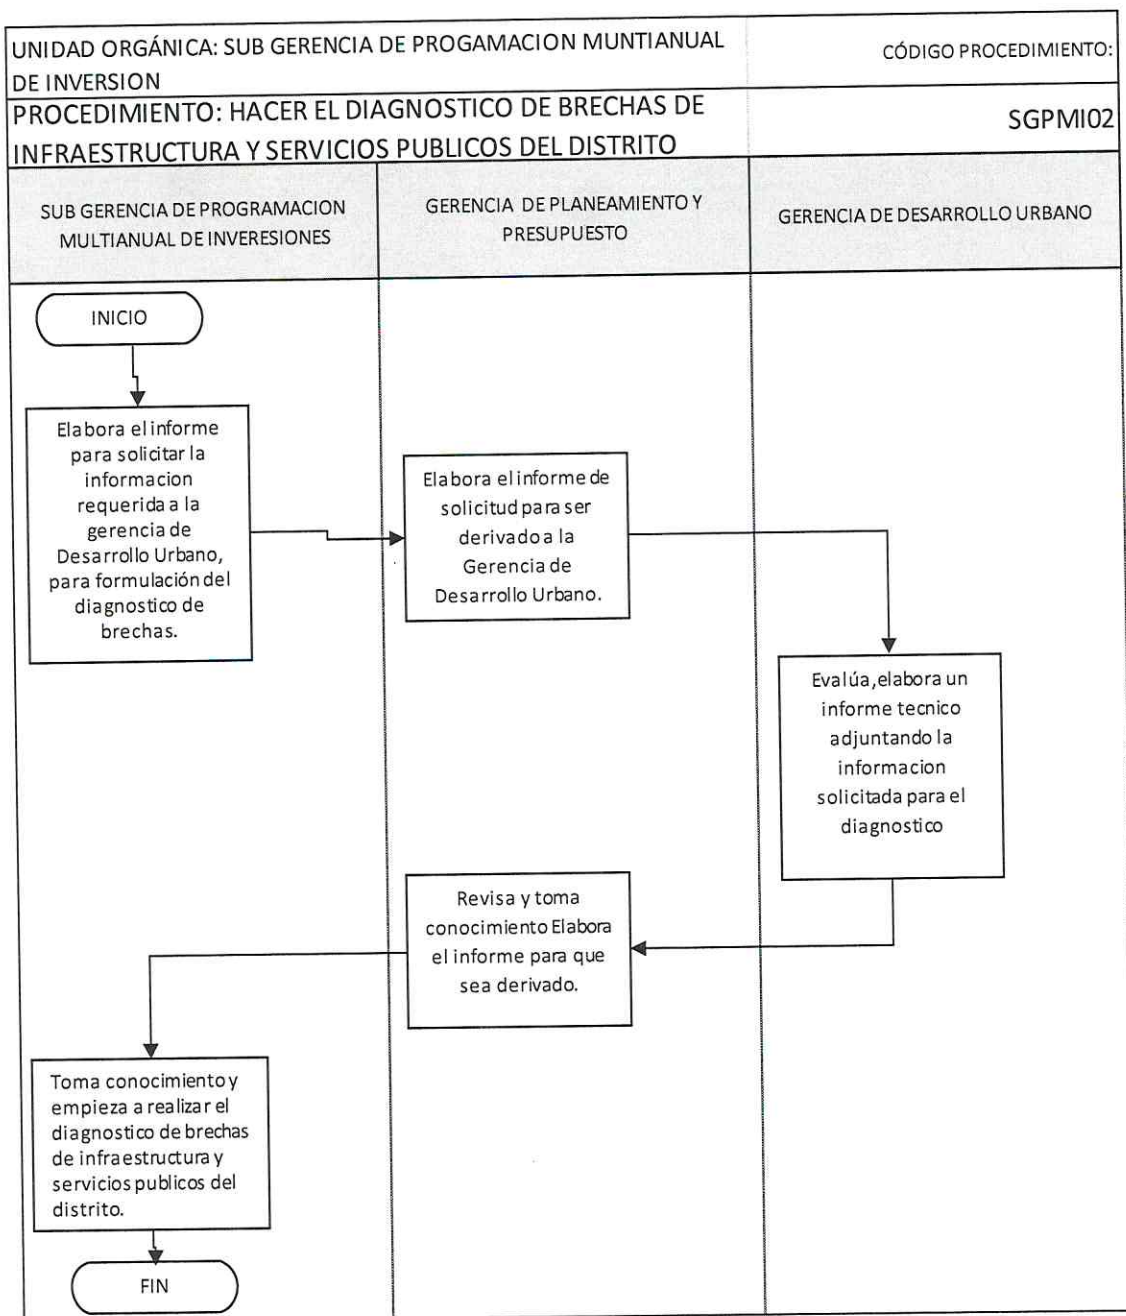 UNIDAD ORGÁNICA: SUB GERENCIA DE PROGAMACION MUNTIANUAL
DE INVERSION
CÓDIGO PROCEDIMIENTO:
PROCEDIMIENTO: HACER EL DIAGNOSTICO DE BRECHAS DE
INFRAESTRUCTURA Y SERVICIOS PUBLICOS DEL DISTRITO
SGPMI02
SUB GERENCIA DE PROGRAMACION
MULTIANUAL DE INVERESIONES
GERENCIA DE PLANEAMIENTO Y
PRESUPUESTO
GERENCIA DE DESARROLLO URBANO
INICIO
Elabora el informe
para solicitar la
informacion
requerida a la
gerencia de
Desarrollo Urbano,
para formulación del
diagnostico de
brechas.
Elabora el informe de
solicitud para ser
derivado a la
Gerencia de
Desarrollo Urbano.
Evalúa,elabora un
informe tecnico
adjuntando la
informacion
solicitada para el
diagnostico
Revisa y toma
conocimiento Elabora
el informe para que
sea derivado.
Toma conocimiento y
empieza a realizar el
diagnostico de brechas
de infraestructura y
servicios publicos del
distrito.
FIN